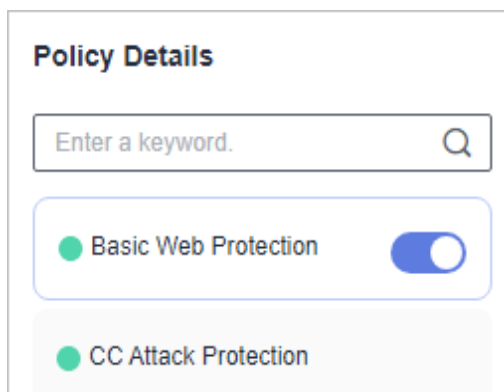 Policy Details
Enter a keyword.
Basic Web Protection
CC Attack Protection